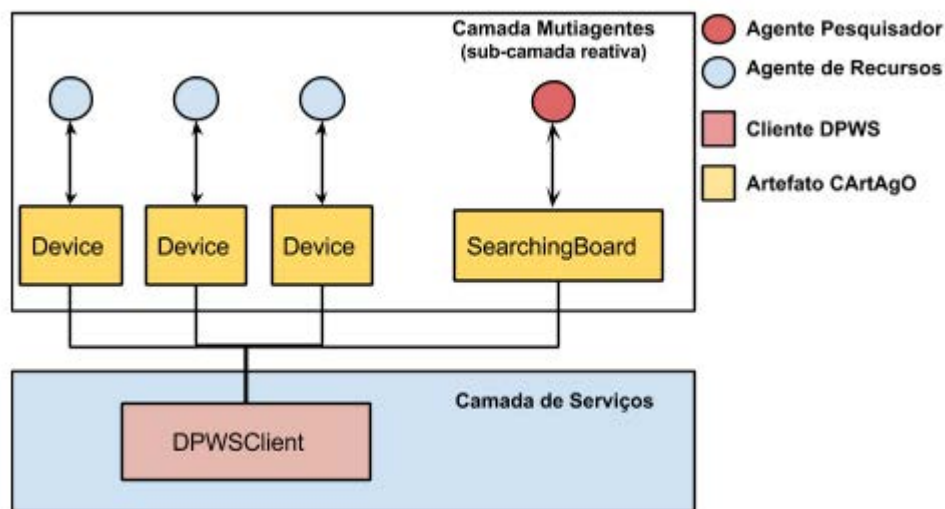 Camada Mutiagentes
(sub-camada reativa)
Agente Pesquisador
Agente de Recursos
Cliente DPWS
Artefato CArtAgO
Device
Device
Device
SearchingBoard
Camada de Serviços
DPWSClient